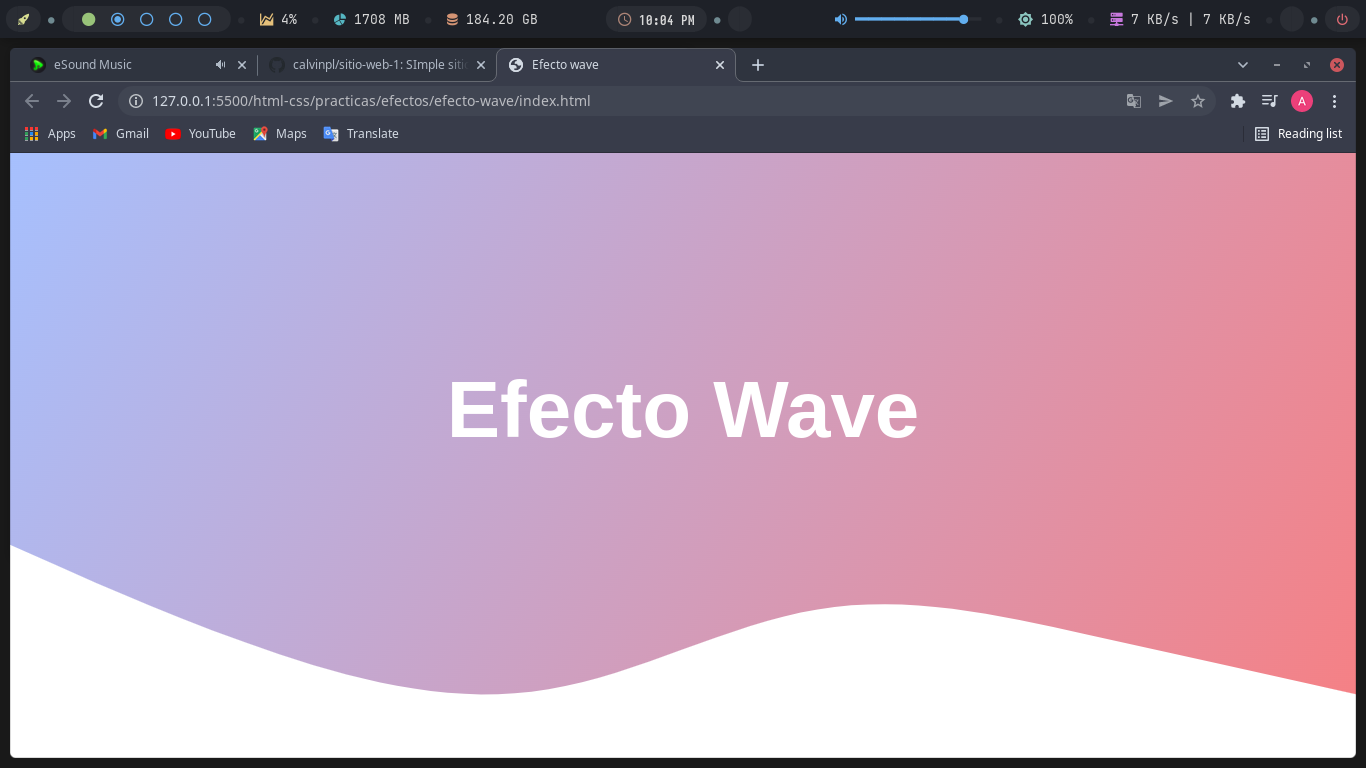 4% 1708 MB 184.20 GB 10:04 PM 100% 7 KB/s | 7 KB/s
eSound Music calvinpl/sitio-web-1: SImple siti Efecto wave
127.0.0.1:5500/html-css/practicas/efectos/efecto-wave/index.html A
Apps Gmail YouTube Maps Translate Reading list
Efecto Wave